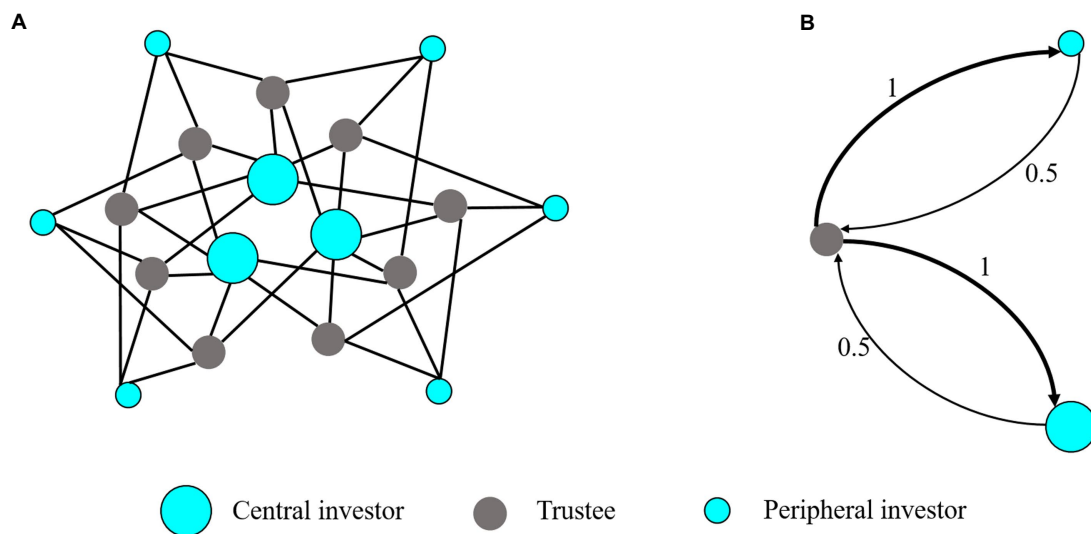 A
B
1
0.5
1
0.5
Central investor
Trustee
Peripheral investor